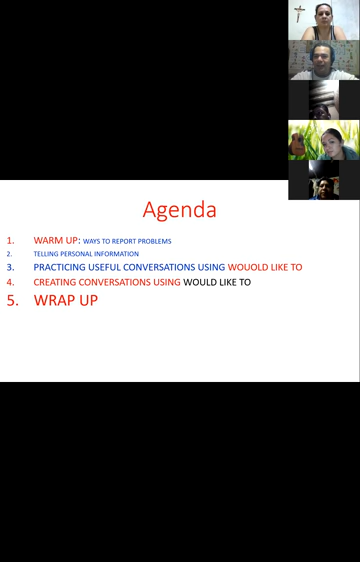 Agenda
1. WARM UP: WAYS TO REPORT PROBLEMS
2. TELLING PERSONAL INFORMATION
3. PRACTICING USEFUL CONVERSATIONS USING WOUOLD LIKE TO
4. CREATING CONVERSATIONS USING WOULD LIKE TO
5. WRAP UP